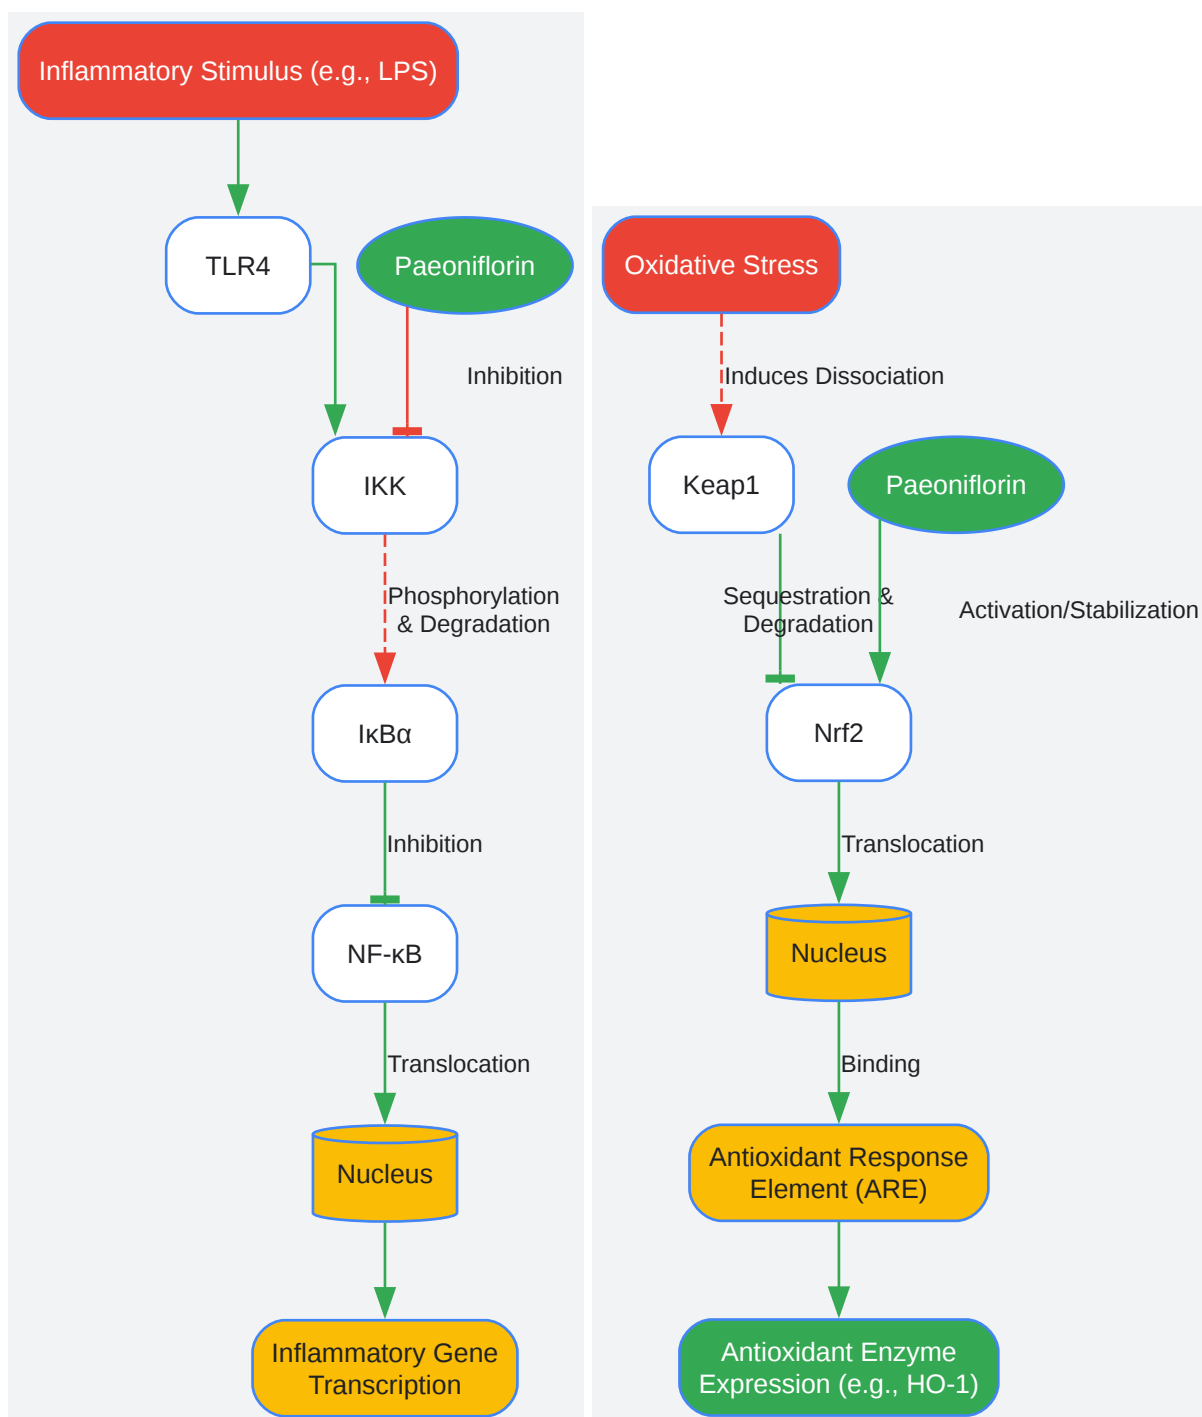 Inflammatory Stimulus (e.g., LPS)
TLR4
Paeoniflorin
Inhibition
IKK
Phosphorylation
& Degradation
IκBα
Inhibition
NF-κB
Translocation
Nucleus
Inflammatory Gene
Transcription
Oxidative Stress
Induces Dissociation
Keap1
Paeoniflorin
Sequestration &
Degradation
Activation/Stabilization
Nrf2
Translocation
Nucleus
Binding
Antioxidant Response
Element (ARE)
Antioxidant Enzyme
Expression (e.g., HO-1)